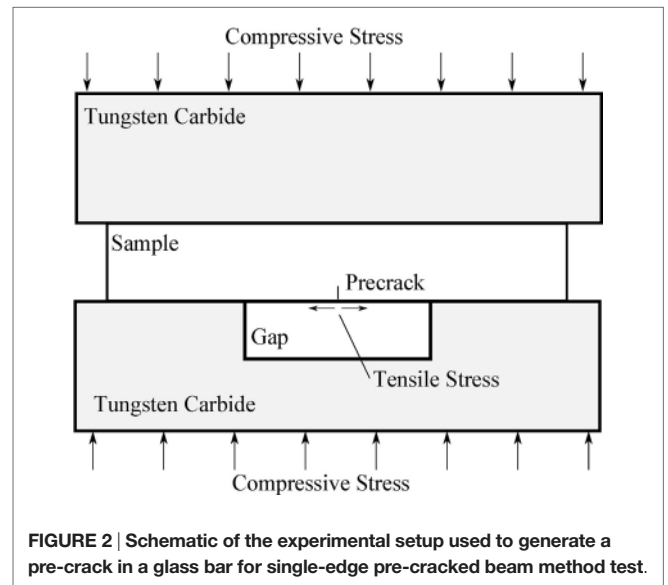 Compressive Stress
Tungsten Carbide
Sample
Precrack
Gap
Tensile Stress
Tungsten Carbide
Compressive Stress
FIGURE 2 | Schematic of the experimental setup used to generate a
pre-crack in a glass bar for single-edge pre-cracked beam method test.